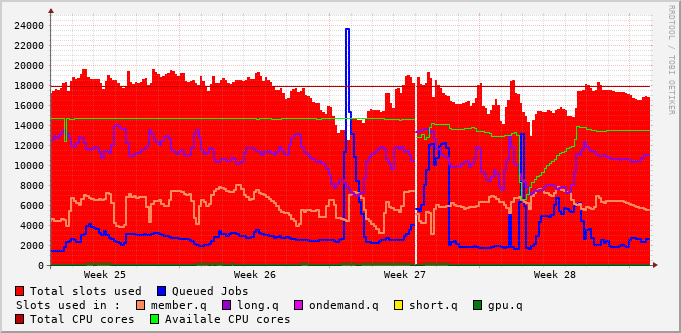 RRDTOOL / TOBI OETIKER
24000
22000
20000
18000
16000
14000
12000
10000
8000
6000
4000
2000
0
Week 25 Week 26 Week 27 Week 28
Total slots used Queued Jobs
Slots used in : member.q long.q ondemand.q short.q gpu.q
Total CPU cores Availale CPU cores